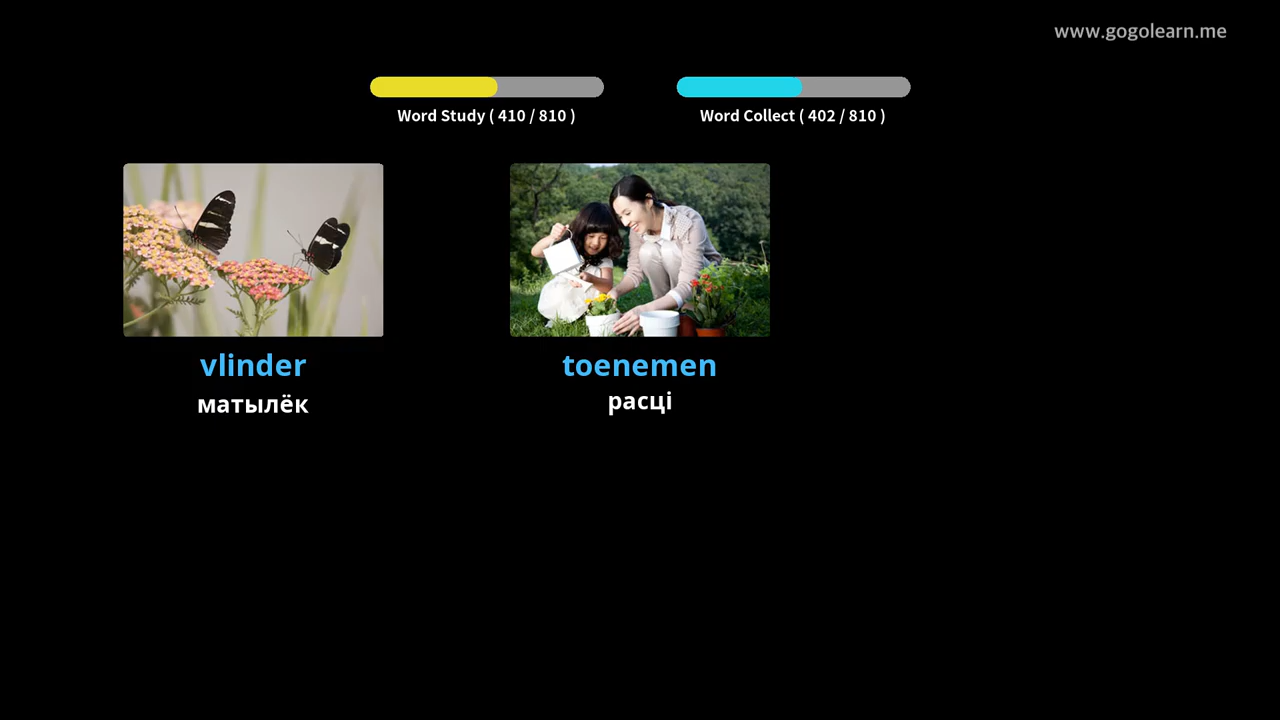 www.gogolearn.me
Word Study ( 410 / 810 )
Word Collect ( 402 / 810 )
vlinder
матылёк
toenemen
расці